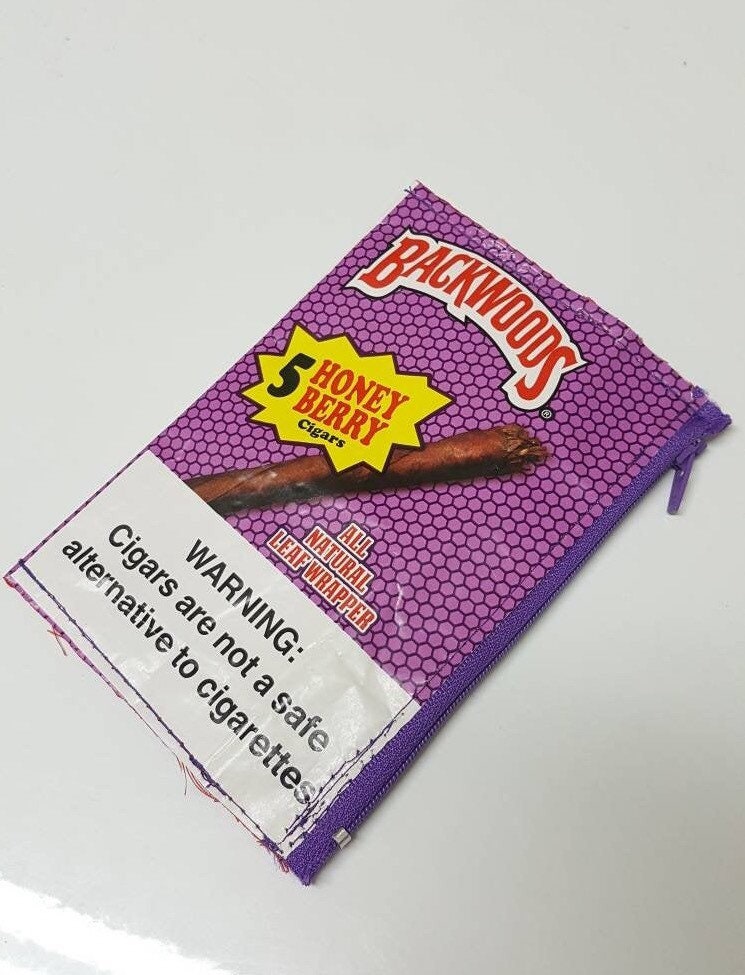 BACKWOODS®
5 HONEY
BERRY
Cigars
ALL
NATURAL
LEAF WRAPPER
WARNING:
Cigars are not a safe
alternative to cigarettes